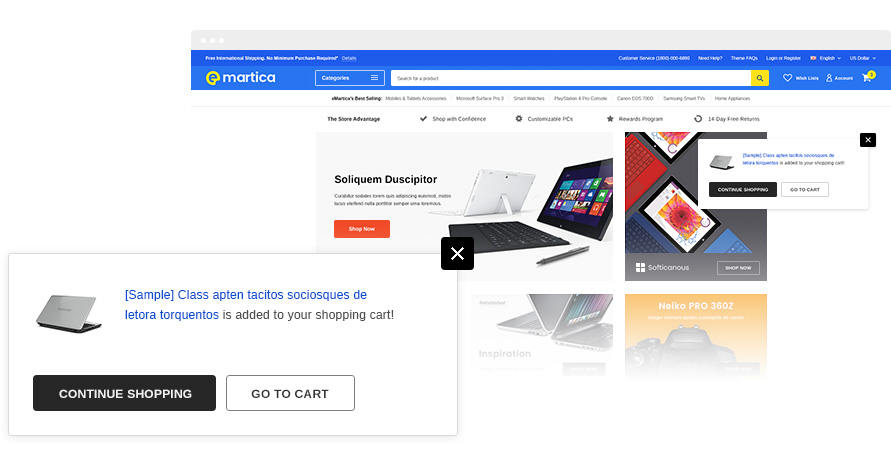 Free International Shipping. No Minimum Purchase* Details
Customer Service (1800)-000-6890 Need Help? Theme FAQs Login or Register English US Dollar
emartica
Categories
Search for a product
Wish Lists Account 3
eMartica's Best Selling: Mobiles & Tablets Accessories Microsoft Surface Pro 3 Smart Watches PlayStation 4 Pro Console Canon EOS 700D Samsung Smart TVs Home Appliances
The Store Advantage Shop with Confidence Customizable PCs Rewards Program 14-Day Free Returns
Soliquem Duscipitor
Curabitur sodales lorem quis adipiscing euismod, mattis
lacus eleifend nulla porttitor semper urna loremous.
Shop Now
[Sample] Class apten tacitos sociosques de
letora torquentos is added to your shopping cart!
CONTINUE SHOPPING GO TO CART
Softicanous SHOP NOW
Inspiration
Neiko PRO 360Z
[Sample] Class apten tacitos sociosques de
letora torquentos is added to your shopping cart!
CONTINUE SHOPPING GO TO CART